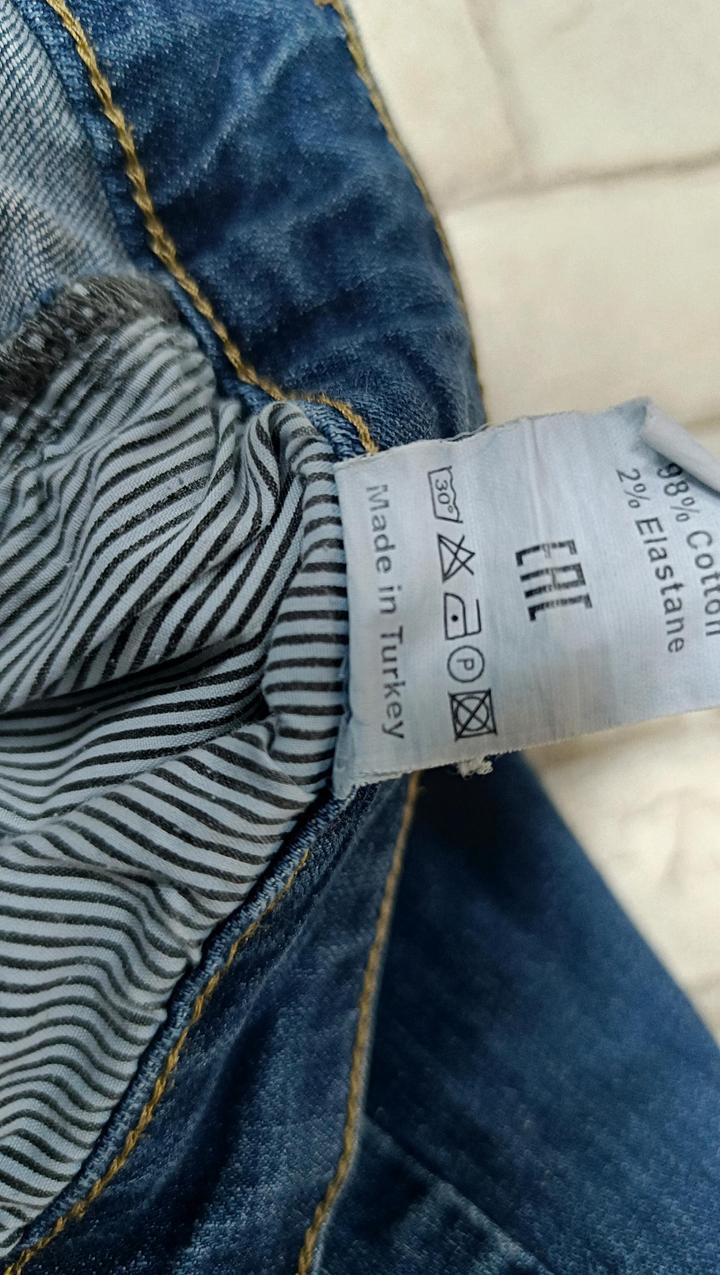 98% Cotton
2% Elastane
EAC
30°
P
Made in Turkey